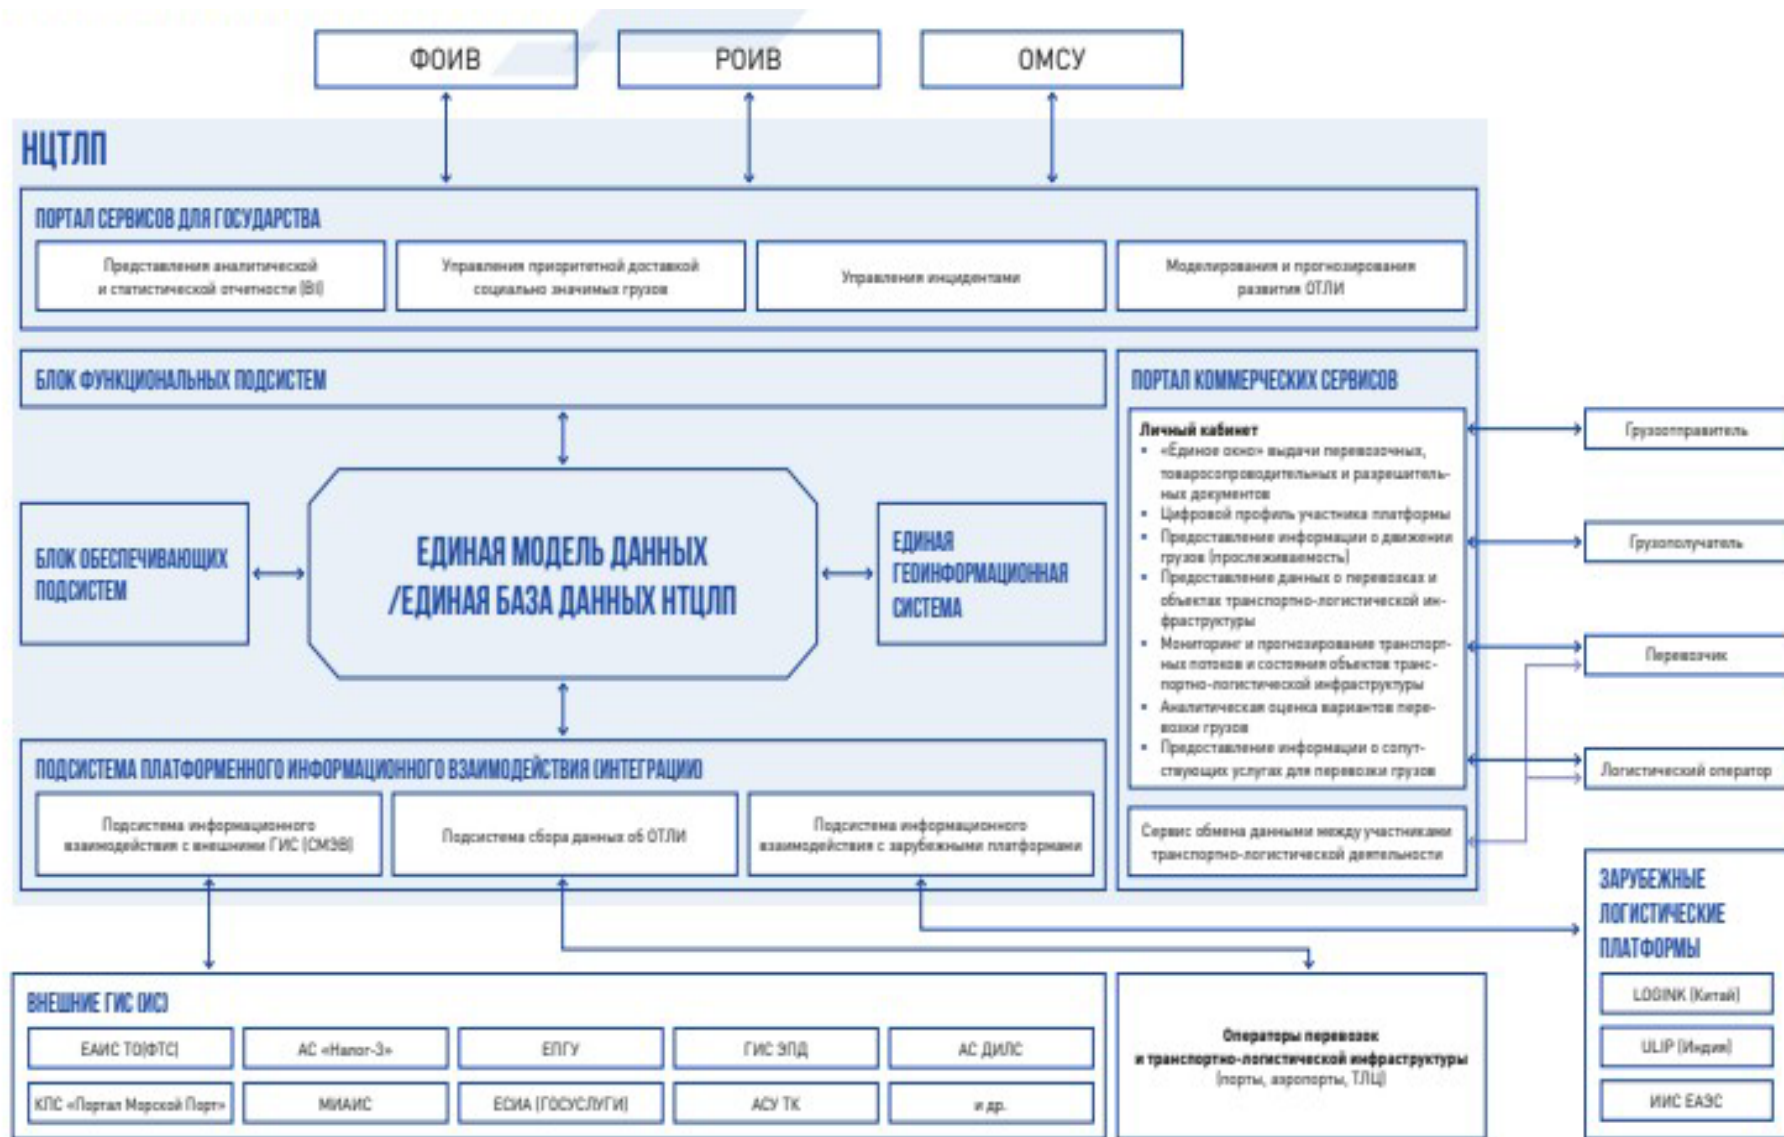 ФОИВ
РОИВ
ОМСУ
НЦТЛП
ПОРТАЛ СЕРВИСОВ ДЛЯ ГОСУДАРСТВА
Представления аналитической
и статистической отчетности (BI)
Управления приоритетной доставкой
социально значимых грузов
Управления инцидентами
Моделирования и прогнозирования
развития ОТЛИ
БЛОК ФУНКЦИОНАЛЬНЫХ ПОДСИСТЕМ
БЛОК ОБЕСПЕЧИВАЮЩИХ
ПОДСИСТЕМ
ЕДИНАЯ МОДЕЛЬ ДАННЫХ
/ЕДИНАЯ БАЗА ДАННЫХ НТЦЛП
ЕДИНАЯ
ГЕОИНФОРМАЦИОННАЯ
СИСТЕМА
ПОРТАЛ КОММЕРЧЕСКИХ СЕРВИСОВ
Личный кабинет
▪ «Единое окно» выдачи перевозочных,
товаросопроводительных и разрешитель-
ных документов
▪ Цифровой профиль участника платформы
▪ Предоставление информации о движении
грузов (прослеживаемость)
▪ Предоставление данных о перевозках и
объектах транспортно-логистической ин-
фраструктуры
▪ Мониторинг и прогнозирование транспорт-
ных потоков и состояния объектов транс-
портно-логистической инфраструктуры
▪ Аналитическая оценка вариантов пере-
возки грузов
▪ Предоставление информации о сопут-
ствующих услугах для перевозки грузов
Сервис обмена данными между участниками
транспортно-логистической деятельности
Грузоотправитель
Грузополучатель
Перевозчик
Логистический оператор
ПОДСИСТЕМА ПЛАТФОРМЕННОГО ИНФОРМАЦИОННОГО ВЗАИМОДЕЙСТВИЯ (ИНТЕГРАЦИИ)
Подсистема информационного
взаимодействия с внешними ГИС (СМЭВ)
Подсистема сбора данных об ОТЛИ
Подсистема информационного
взаимодействия с зарубежными платформами
ВНЕШНИЕ ГИС (ИС)
ЕАИС ТО(ФТС)
АС «Налог-3»
ЕПГУ
ГИС ЭПД
АС ДИЛС
КПС «Портал Морской Порт»
МИАИС
ЕСИА (ГОСУСЛУГИ)
АСУ ТК
и др.
Операторы перевозок
и транспортно-логистической инфраструктуры
(порты, аэропорты, ТЛЦ)
ЗАРУБЕЖНЫЕ
ЛОГИСТИЧЕСКИЕ
ПЛАТФОРМЫ
LOGINK (Китай)
ULIP (Индия)
ИИС ЕАЭС